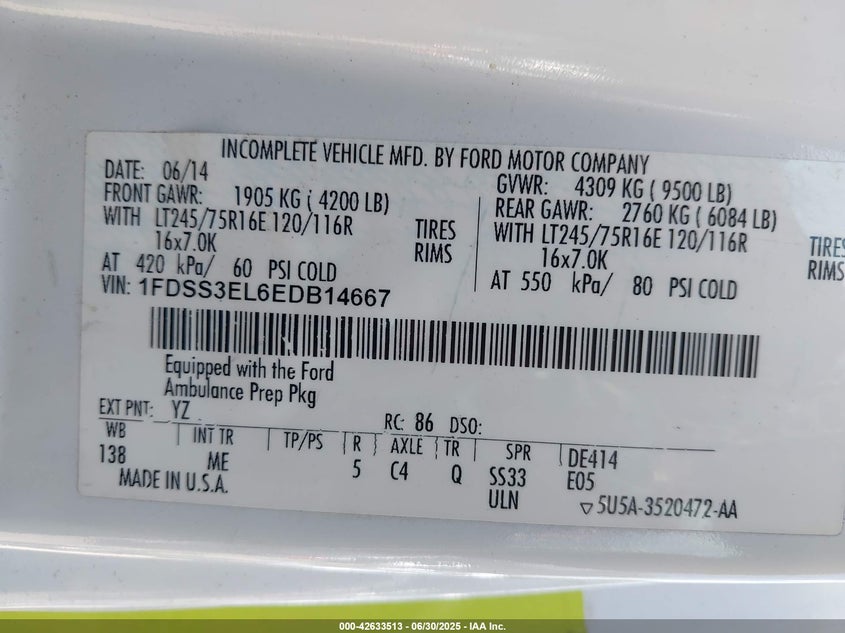 INCOMPLETE VEHICLE MFD. BY FORD MOTOR COMPANY
DATE: 06/14
GVWR: 4309 KG ( 9500 LB)
FRONT GAWR: 1905 KG ( 4200 LB)
REAR GAWR: 2760 KG ( 6084 LB)
WITH LT245/75R16E 120/116R TIRES
WITH LT245/75R16E 120/116R TIRES
16x7.0K RIMS
16x7.0K RIMS
AT 420 kPa/ 60 PSI COLD
AT 550 kPa/ 80 PSI COLD
VIN: 1FDSS3EL6EDB14667
Equipped with the Ford
Ambulance Prep Pkg
EXT PNT: YZ RC: 86 DSO:
WB INT TR TP/PS R AXLE TR SPR DE414
138 ME 5 C4 Q SS33 E05
MADE IN U.S.A. ULN 5U5A-3520472-AA
000-42633513 - 06/30/2025 - IAA Inc.